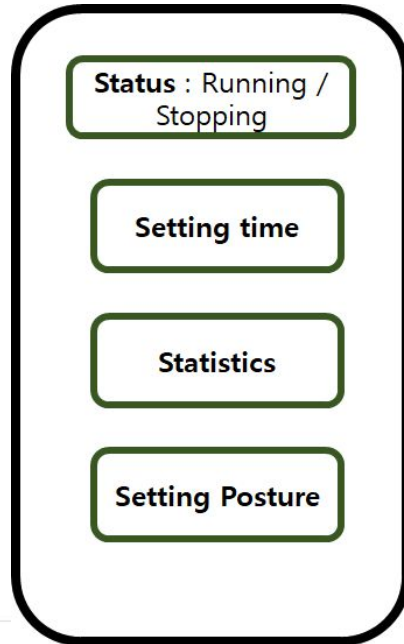 Status : Running /
Stopping
Setting time
Statistics
Setting Posture